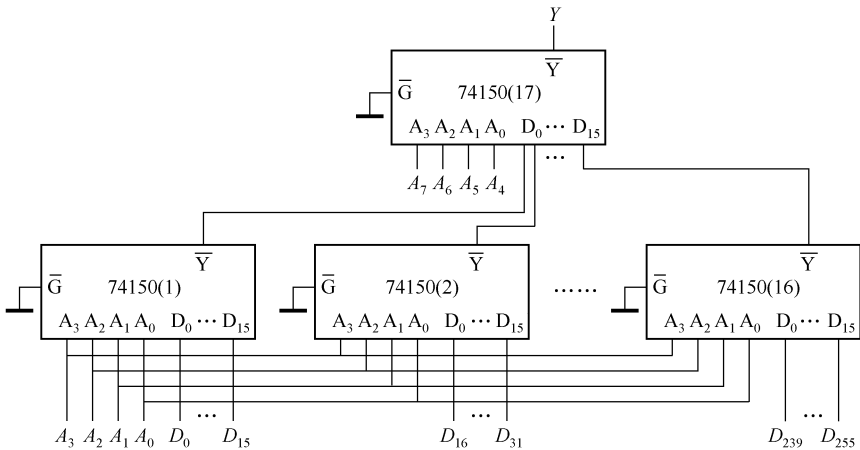 Y
Y̅
G̅ 74150(17)
A₃ A₂ A₁ A₀ D₀ ··· D₁₅
A₇ A₆ A₅ A₄ ···
Y̅ Y̅ Y̅
G̅ 74150(1) G̅ 74150(2) ······ G̅ 74150(16)
A₃ A₂ A₁ A₀ D₀ ··· D₁₅ A₃ A₂ A₁ A₀ D₀ ··· D₁₅ A₃ A₂ A₁ A₀ D₀ ··· D₁₅
A₃ A₂ A₁ A₀ D₀ ··· D₁₅ D₁₆ ··· D₃₁ D₂₃₉ ··· D₂₅₅